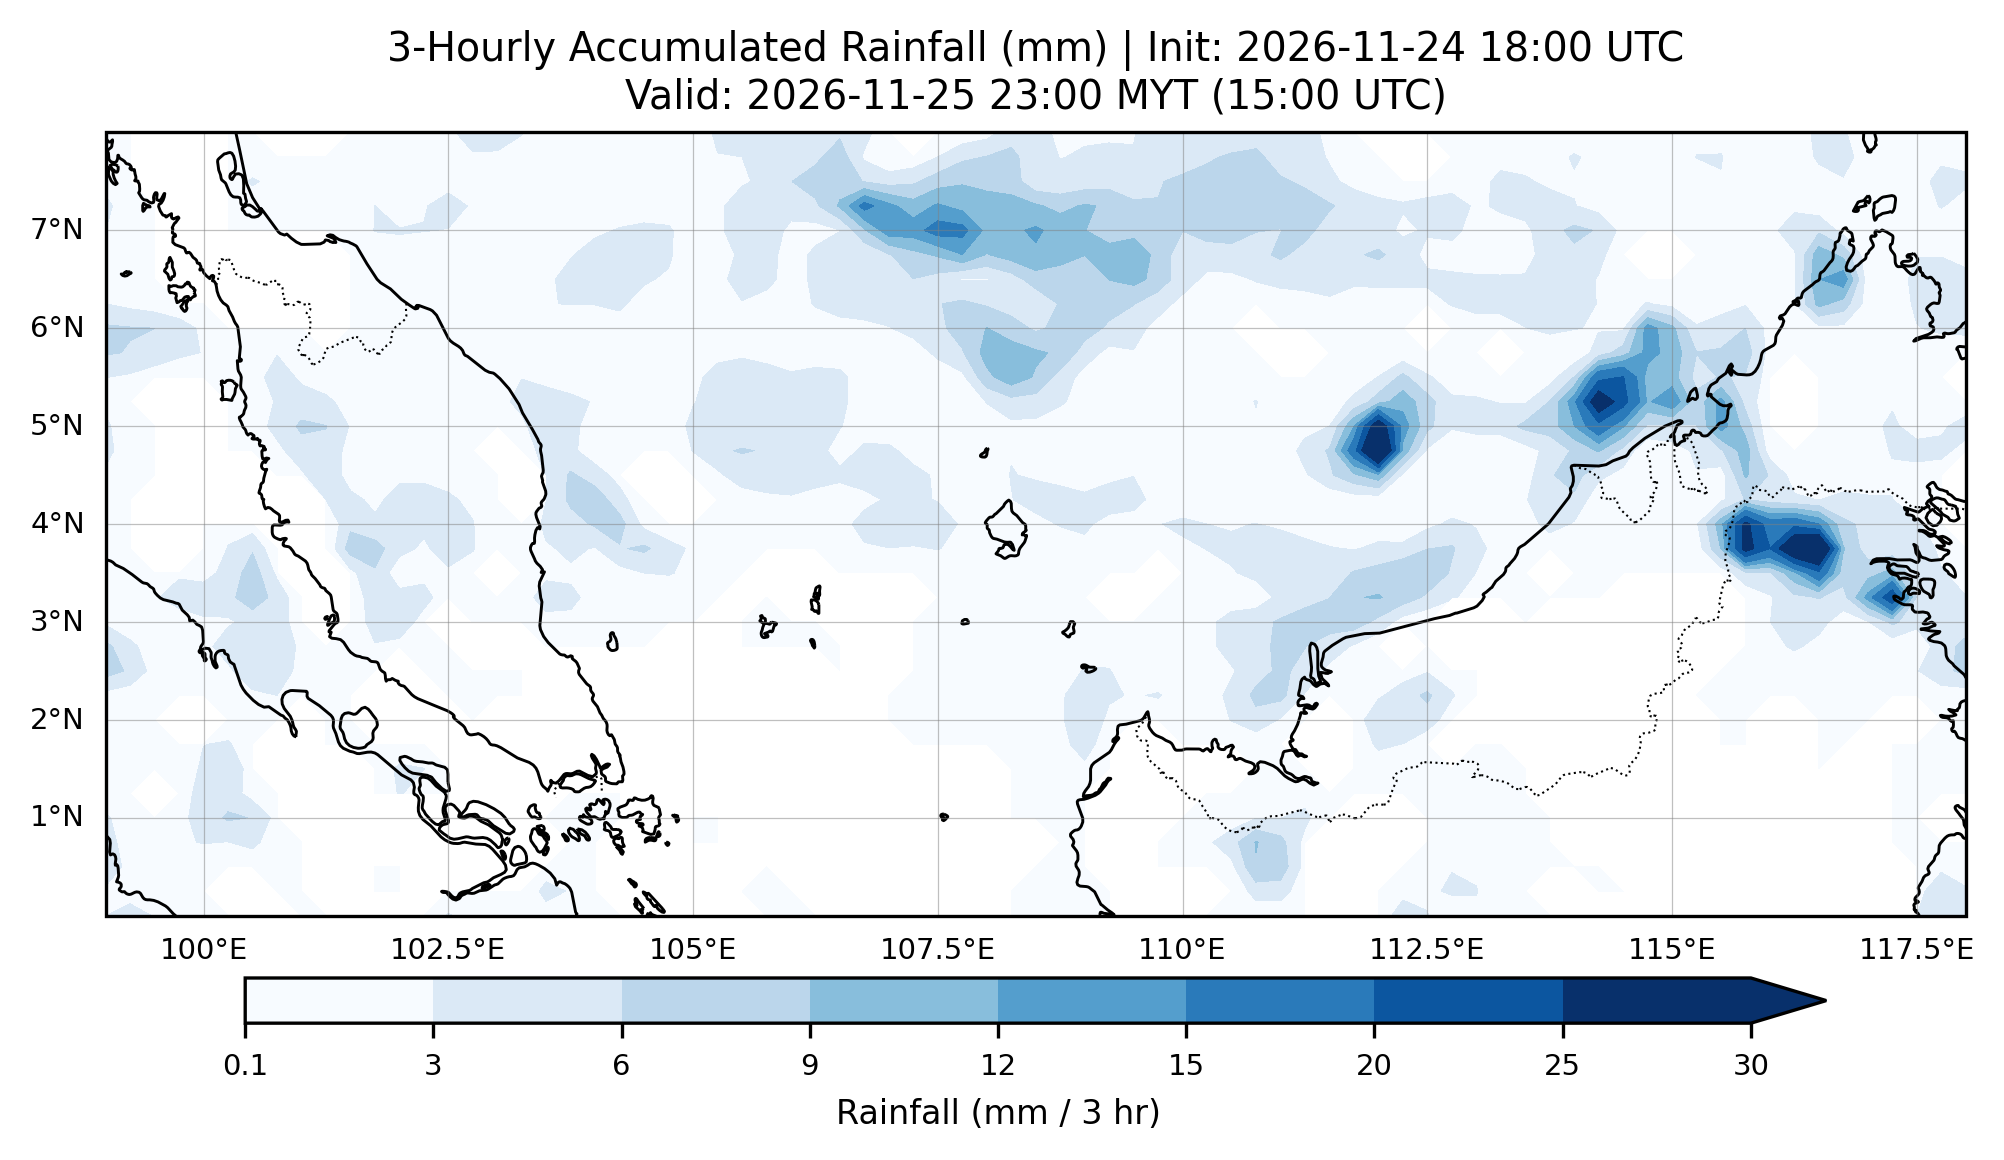 3-Hourly Accumulated Rainfall (mm) | Init: 2026-11-24 18:00 UTC
Valid: 2026-11-25 23:00 MYT (15:00 UTC)
7°N
6°N
5°N
4°N
3°N
2°N
1°N
100°E 102.5°E 105°E 107.5°E 110°E 112.5°E 115°E 117.5°E
0.1 3 6 9 12 15 20 25 30
Rainfall (mm / 3 hr)